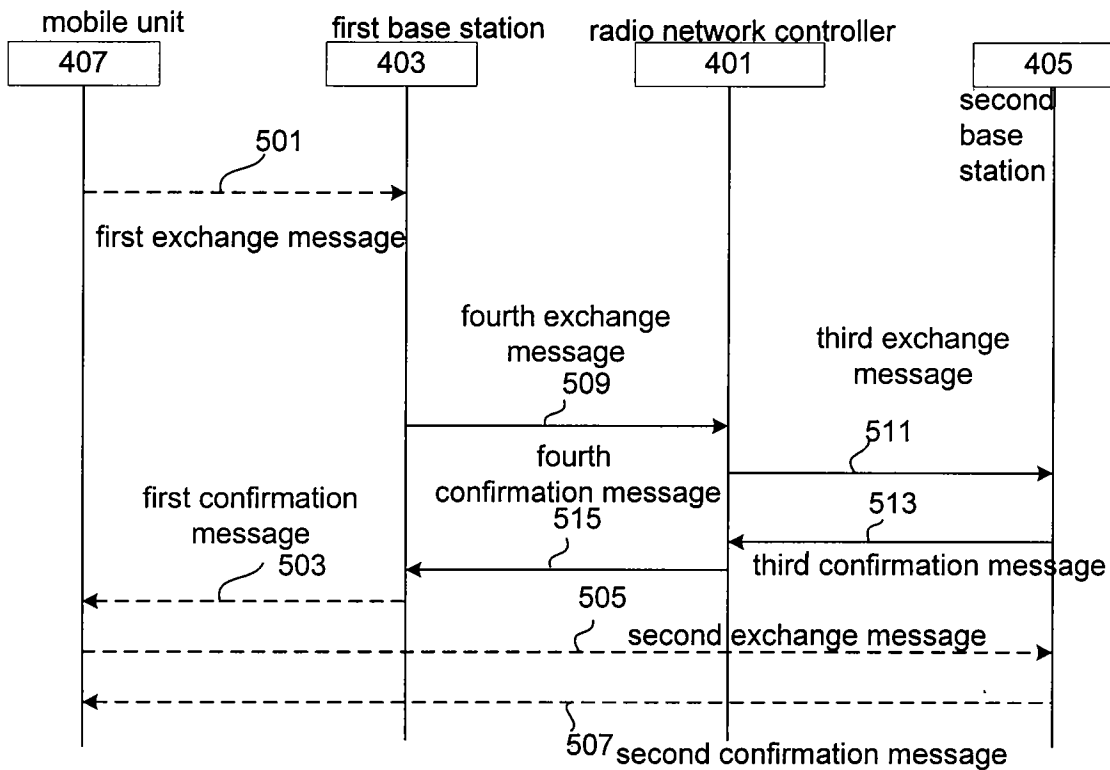 mobile unit
first base station
radio network controller
407
403
401
405
second
base
station
501
first exchange message
fourth exchange
message
509
third exchange
message
511
fourth
confirmation message
515
513
third confirmation message
first confirmation
message
503
505
second exchange message
507
second confirmation message